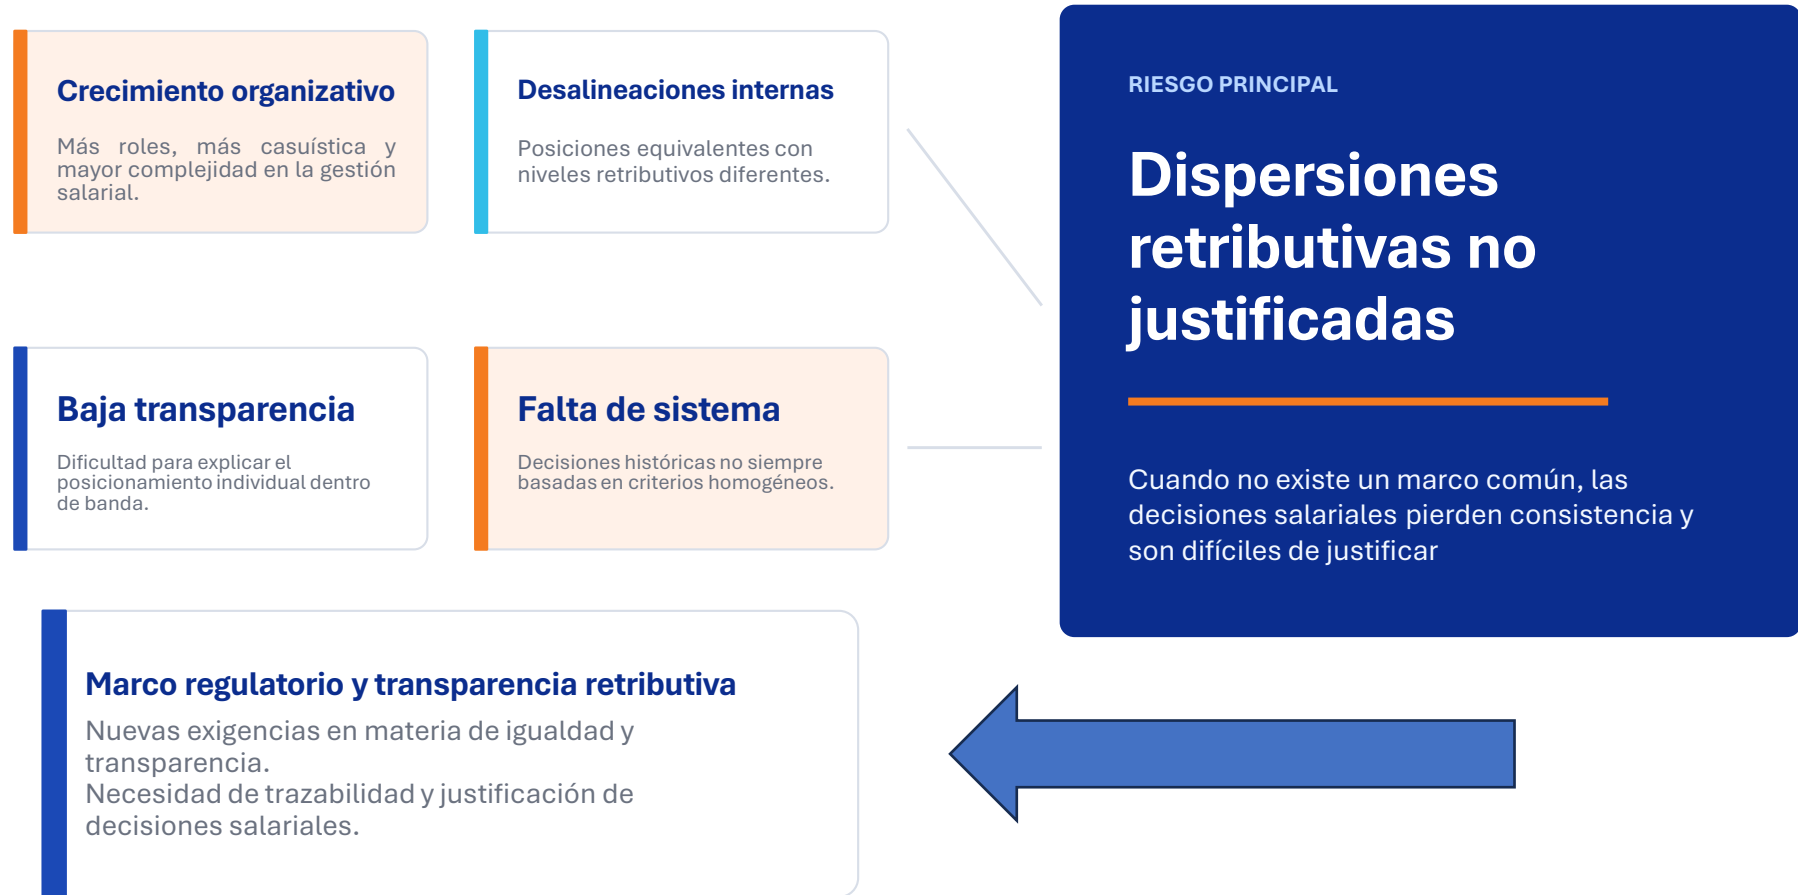 Crecimiento organizativo
Más roles, más casuística y
mayor complejidad en la gestión
salarial.
Desalineaciones internas
Posiciones equivalentes con
niveles retributivos diferentes.
Baja transparencia
Dificultad para explicar el
posicionamiento individual dentro
de banda.
Falta de sistema
Decisiones históricas no siempre
basadas en criterios homogéneos.
Marco regulatorio y transparencia retributiva
Nuevas exigencias en materia de igualdad y
transparencia.
Necesidad de trazabilidad y justificación de
decisiones salariales.
RIESGO PRINCIPAL
Dispersiones
retributivas no
justificadas
Cuando no existe un marco común, las
decisiones salariales pierden consistencia y
son difíciles de justificar